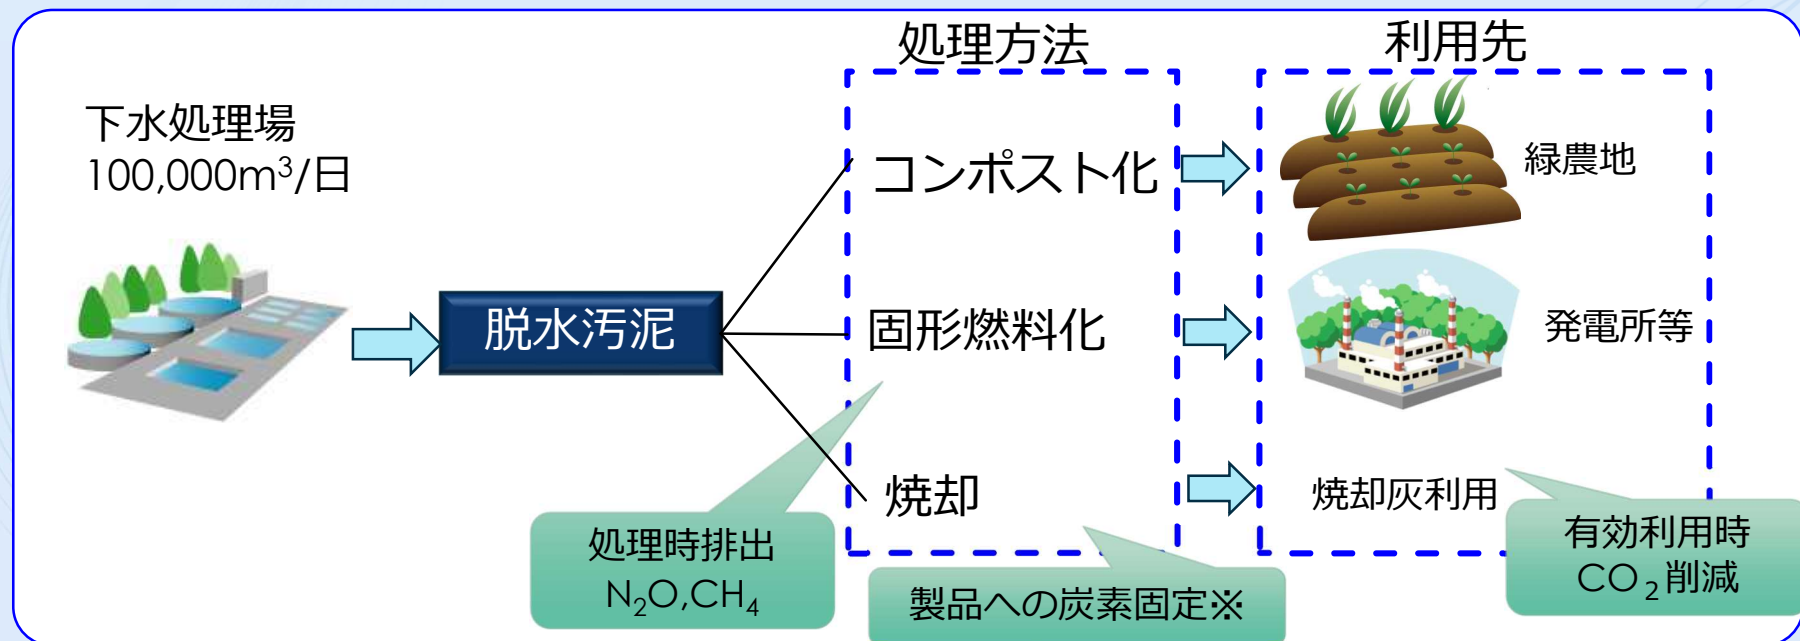 処理方法
利用先
下水処理場
100,000m³/日
コンポスト化
緑農地
脱水汚泥
固形燃料化
発電所等
焼却
焼却灰利用
処理時排出
N₂O,CH₄
製品への炭素固定※
有効利用時
CO₂削減